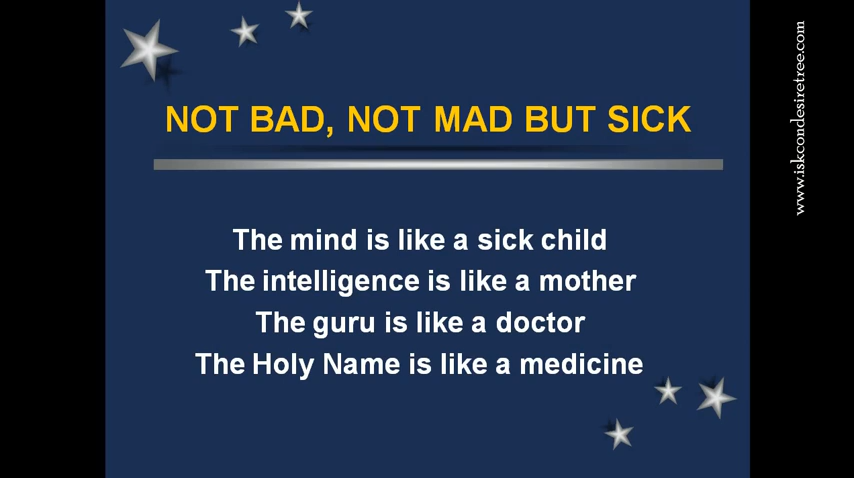 NOT BAD, NOT MAD BUT SICK
The mind is like a sick child
The intelligence is like a mother
The guru is like a doctor
The Holy Name is like a medicine
www.iskcondesiretree.com